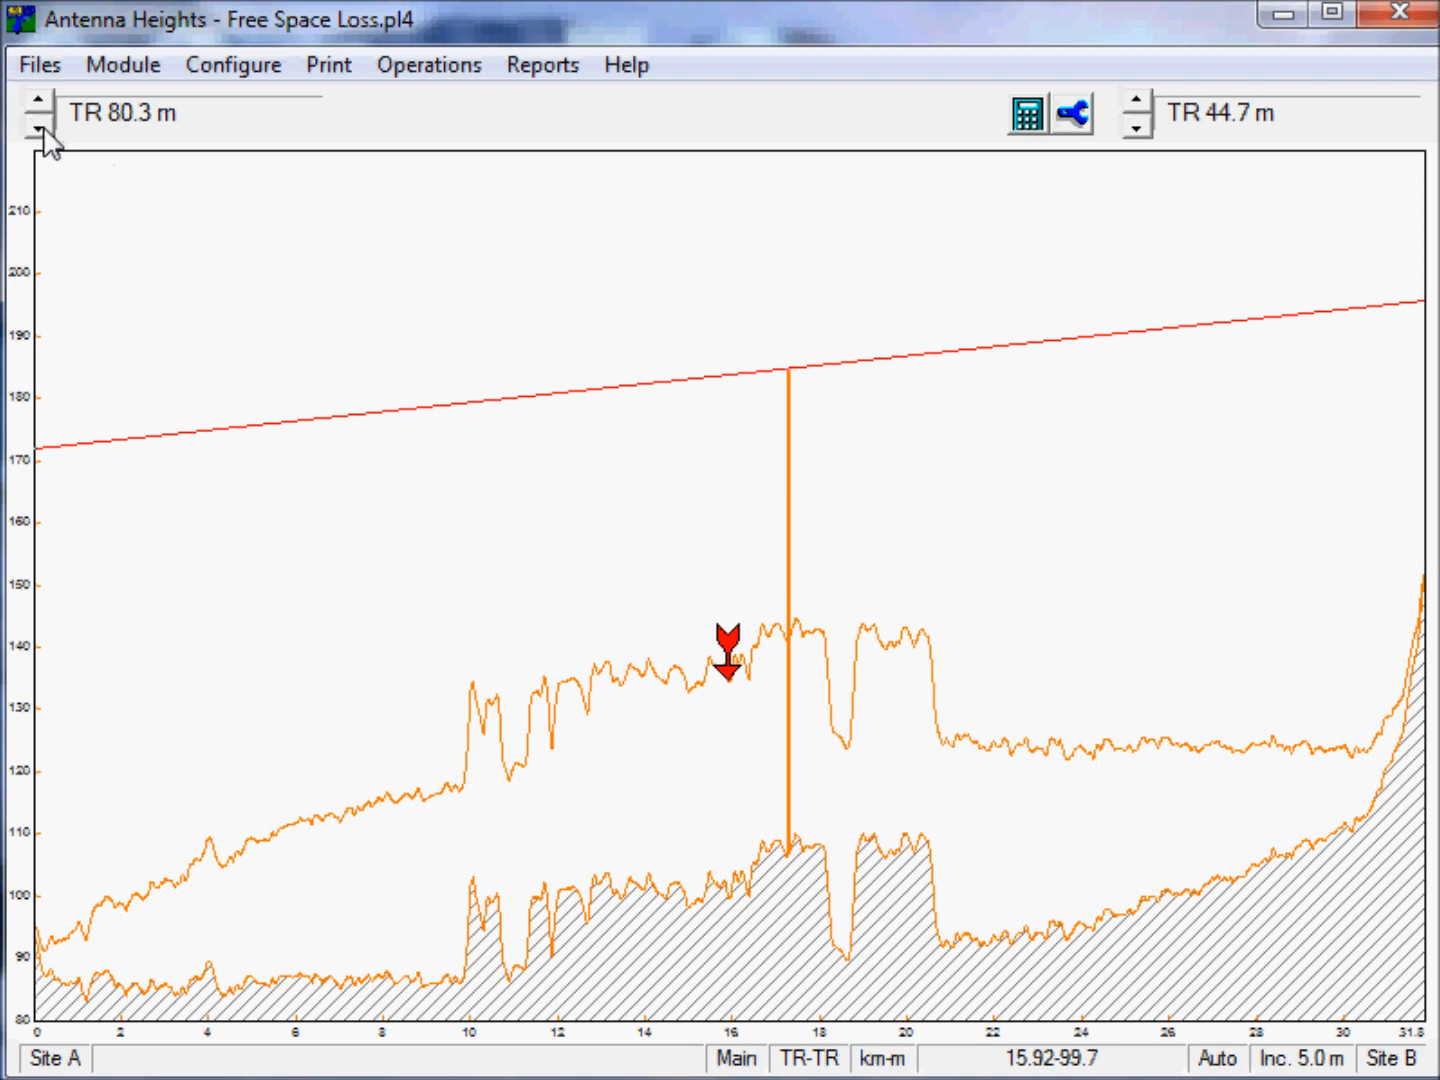 Antenna Heights - Free Space Loss.pl4
Files Module Configure Print Operations Reports Help
TR 80.3 m TR 44.7 m
210
200
190
180
170
160
150
140
130
120
110
100
90
80
0 2 4 6 8 10 12 14 16 18 20 22 24 26 28 30 31.8
Site A Main TR-TR km-m 15.92-99.7 Auto Inc. 5.0 m Site B